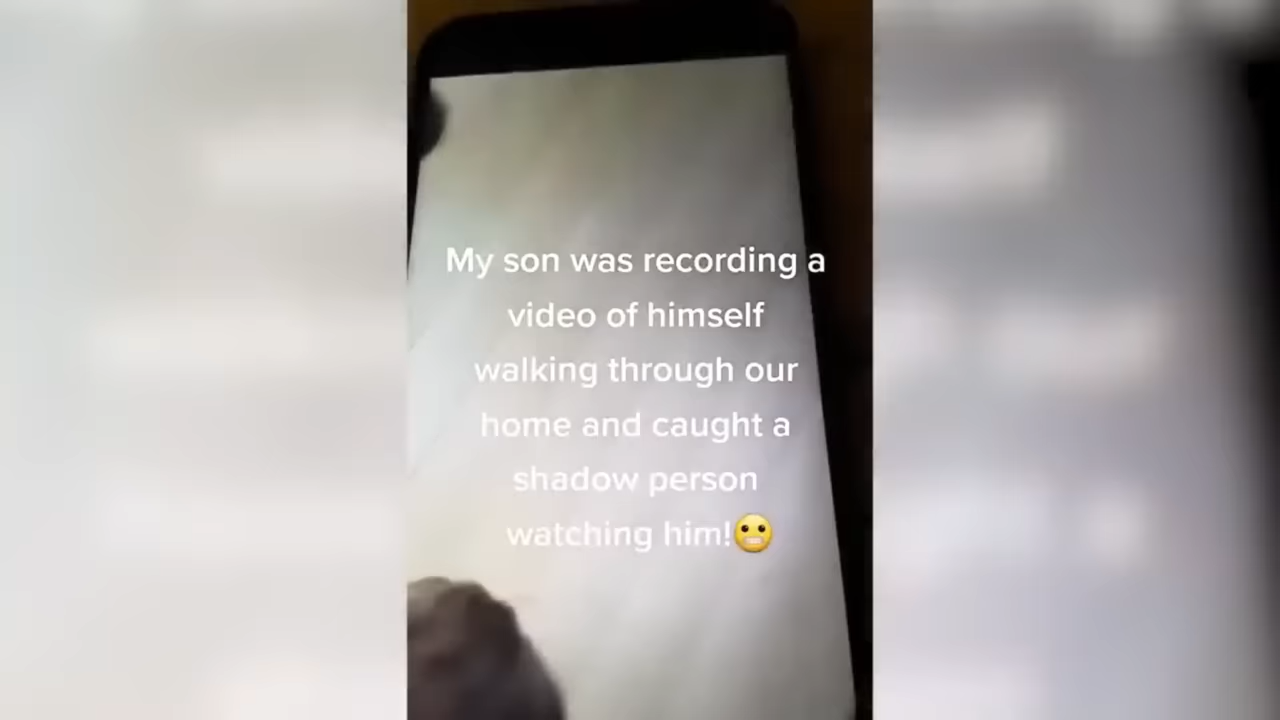 My son was recording a
video of himself
walking through our
home and caught a
shadow person
watching him!😬